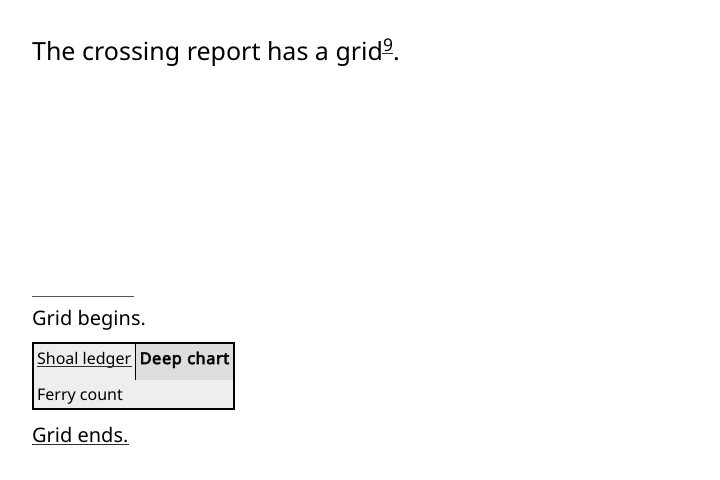 The crossing report has a grid9.
Grid begins.
Shoal ledger Deep chart
Ferry count
Grid ends.